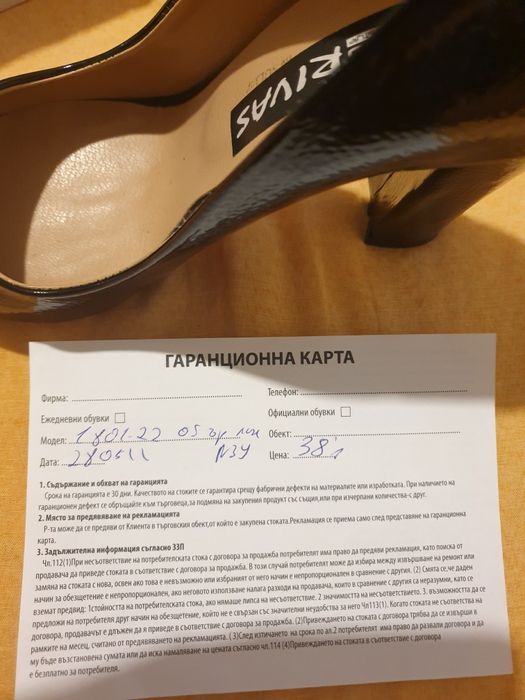 RIVAS
ГАРАНЦИОННА КАРТА
Фирма:
Телефон:
Ежедневни обувки
Официални обувки
Модел: 1801-22 05
Обект:
Дата: 280511 N34
Цена: 38
1. Съдържание и обхват на гаранцията
Срока на гаранцията е 30 дни. Качеството на стоките се гарантира срещу фабрични дефекти на материалите или изработката. При наличието на
гаранционен дефект се обръщайте към търговеца, за подмяна на закупения продукт със същия, или при изчерпани количества-с друг.
2. Място за предявяване на рекламацията
Р-та може да се предяви от Клиента в търговския обект, от който е закупена стоката. Рекламация се приема само след представяне на гаранционна
карта.
3. Задължителна информация съгласно ЗЗП
Чл.112(1)При несъответствие на потребителската стока с договора за продажба потребителят има право да предяви рекламация, като поиска от
продавача да приведе стоката в съответствие с договора за продажба. В този случай потребителят може да избира между извършване на ремонт или
замяна на стоката с нова, освен ако това е невъзможно или избраният от него начин е непропорционален в сравнение с другия. (2) Смята се, че даден
начин за обезщетение е непропорционален, ако неговото използване налага разходи на продавача, които в сравнение с другия са неразумни, като се
вземат предвид: 1стойността на потребителската стока, ако нямаше липса на несъответствие. 2 значимостта на несъответствието. 3. възможността да се
предложи на потребителя друг начин на обезщетение, който не е свързан със значителни неудобства за него Чл113(1). Когато стоката не съответства на
договора, продавачът е длъжен да я приведе в съответствие с договора за продажба. (2)Привеждането на стоката с договора трябва да се извърши в
рамките на месец, считано от предявяването на рекламацията. (3)След изтичането на срока по ал.2 потребителят има право да развали договора и да
му бъде възстановена сумата или да иска намаляване на цената съгласно чл.114 (4)Привеждането на стоката в съответствие с договора
е безплатно за потребителя.